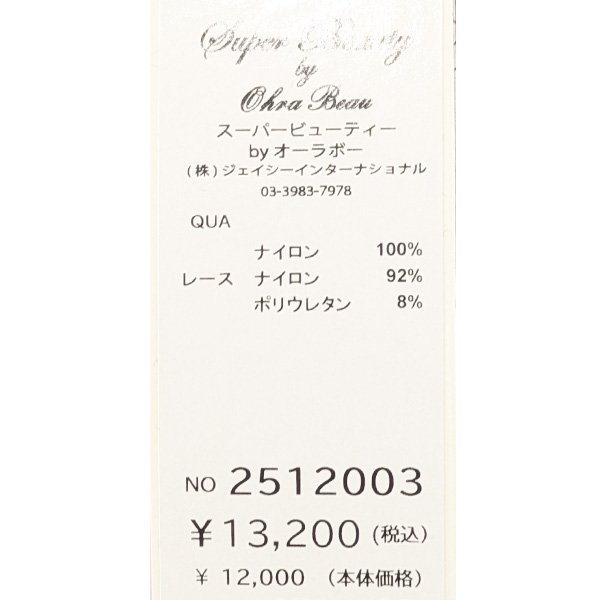 Super Beauty
by
Ohra Beau
スーパービューティー
by オーラボー
(株)ジェイシーインターナショナル
03-3983-7978
QUA
ナイロン 100%
レース ナイロン 92%
ポリウレタン 8%
NO 2512003
¥13,200(税込)
¥ 12,000 (本体価格)